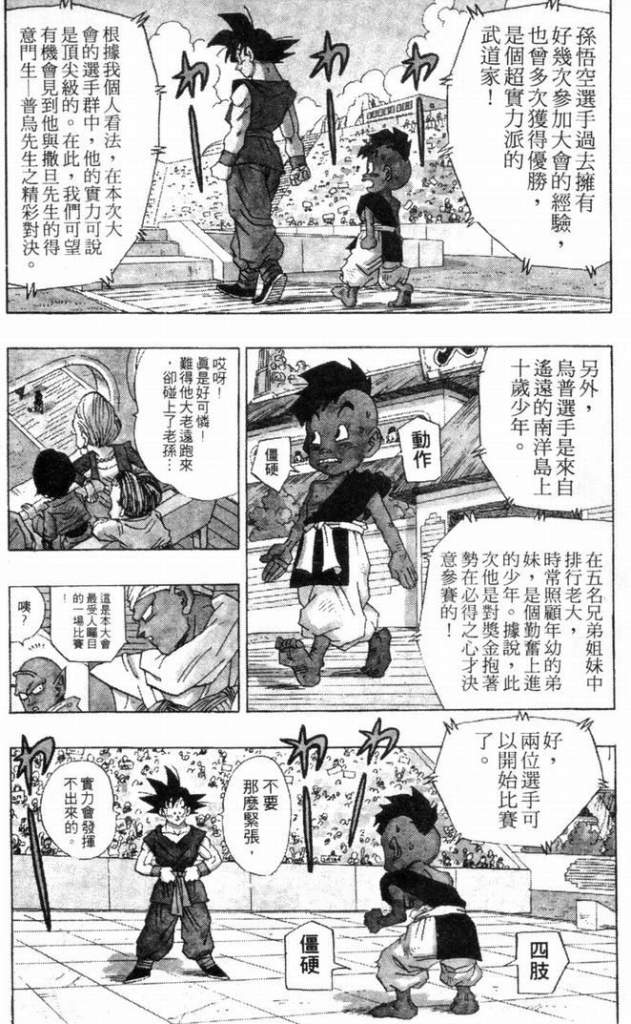 孫悟空選手過去擁有
好幾次參加大會的經驗，
也曾多次獲得優勝，
是個超實力派的
武道家！
わ
わ
わ
根據我個人看法，在本次大
會的選手群中，他的實力可說
是頂尖級的。在此，我們可望
有機會見到他與撒旦先生的得
意門生—普烏先生之精彩對決。
另外，
烏普選手是來自
遙遠的南洋島上
十歲少年。
動作
僵硬
在五名兄弟姐妹中
排行老大，
時常照顧年幼的弟
妹，是個勤奮上進
的少年。據說，此
次他是對獎金抱著
勢在必得之心才決
意參賽的！
哎呀！
真是好可憐！
難得他大老遠跑來
，卻碰上了老孫…
這是本大會
最受人矚目
的一場比賽
咦？
好，
兩位選手可
以開始比賽
了。
わ
わ
わ
不要
那麼緊張，
實力會發揮
不出來的。
四肢
僵硬